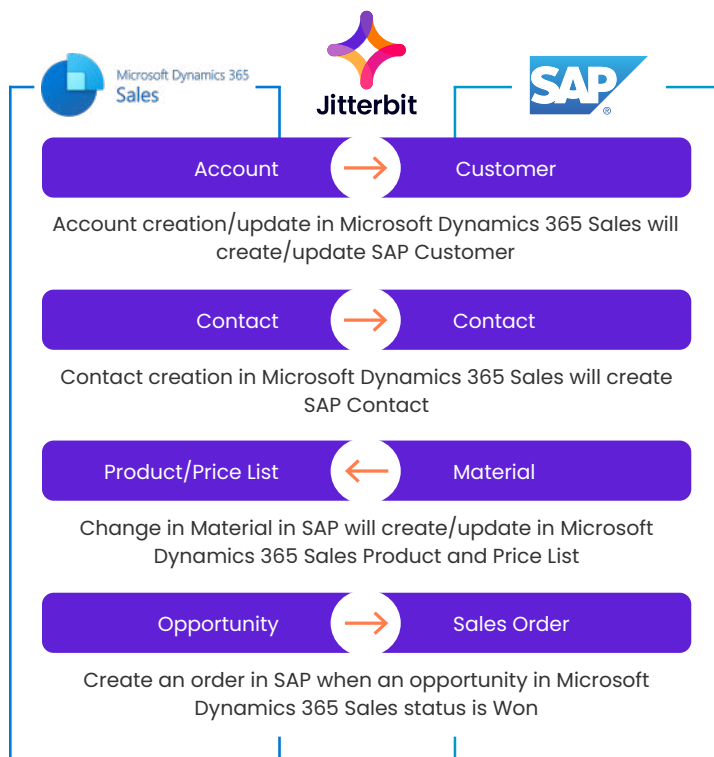 Microsoft Dynamics 365
Sales
Jitterbit
SAP
®
Account
Customer
Account creation/update in Microsoft Dynamics 365 Sales will
create/update SAP Customer
Contact
Contact
Contact creation in Microsoft Dynamics 365 Sales will create
SAP Contact
Product/Price List
Material
Change in Material in SAP will create/update in Microsoft
Dynamics 365 Sales Product and Price List
Opportunity
Sales Order
Create an order in SAP when an opportunity in Microsoft
Dynamics 365 Sales status is Won